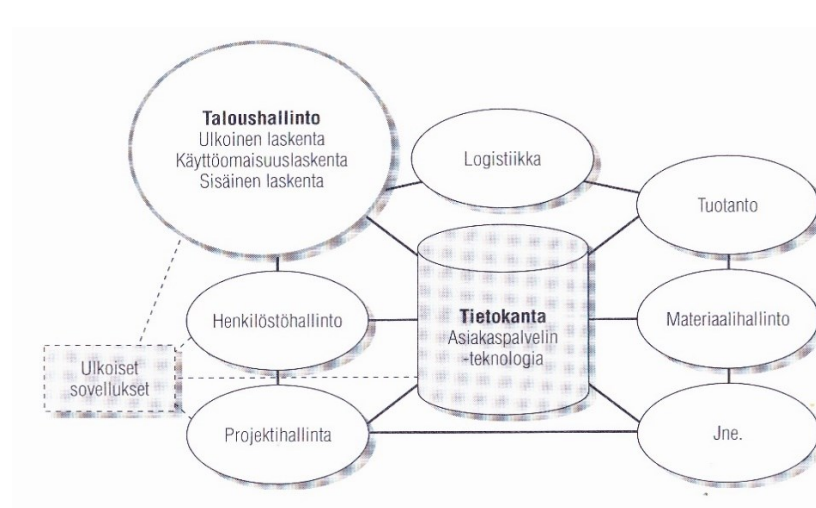 Taloushallinto
Ulkoinen laskenta
Käyttöomaisuuslaskenta
Sisäinen laskenta
Logistiikka
Tuotanto
Tietokanta
Asiakaspalvelin
-teknologia
Henkilöstöhallinto
Materiaalihallinto
Ulkoiset
sovellukset
Projektihallinta
Jne.